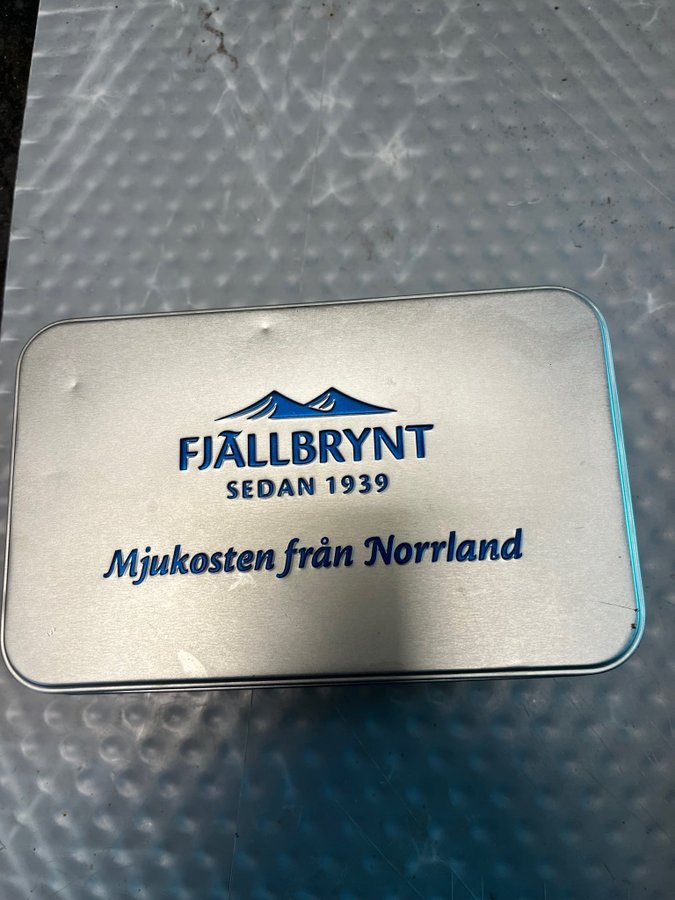 FJÄLLBRYNT
SEDAN 1939
Mjukosten från Norrland